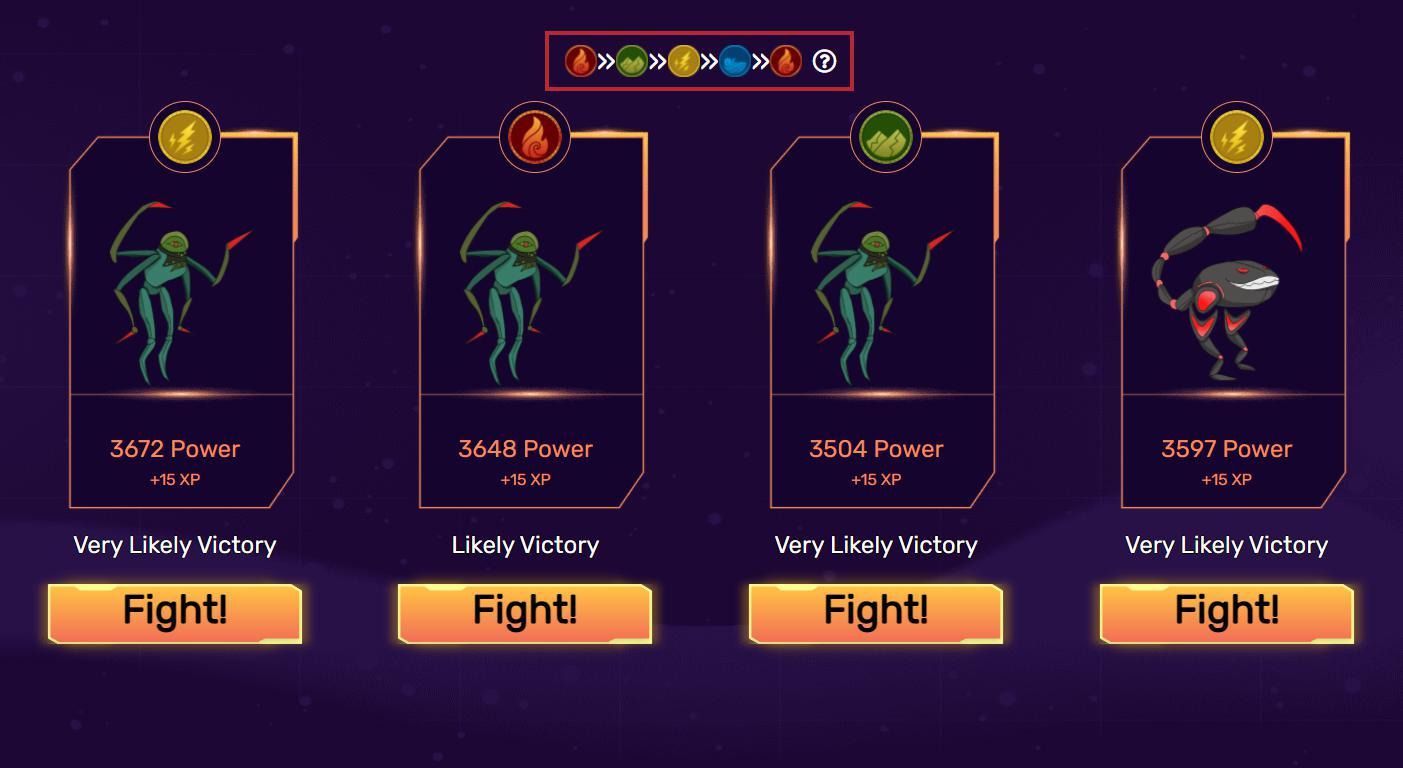 3672 Power
+15 XP
Very Likely Victory
Fight!
3648 Power
+15 XP
Likely Victory
Fight!
3504 Power
+15 XP
Very Likely Victory
Fight!
3597 Power
+15 XP
Very Likely Victory
Fight!